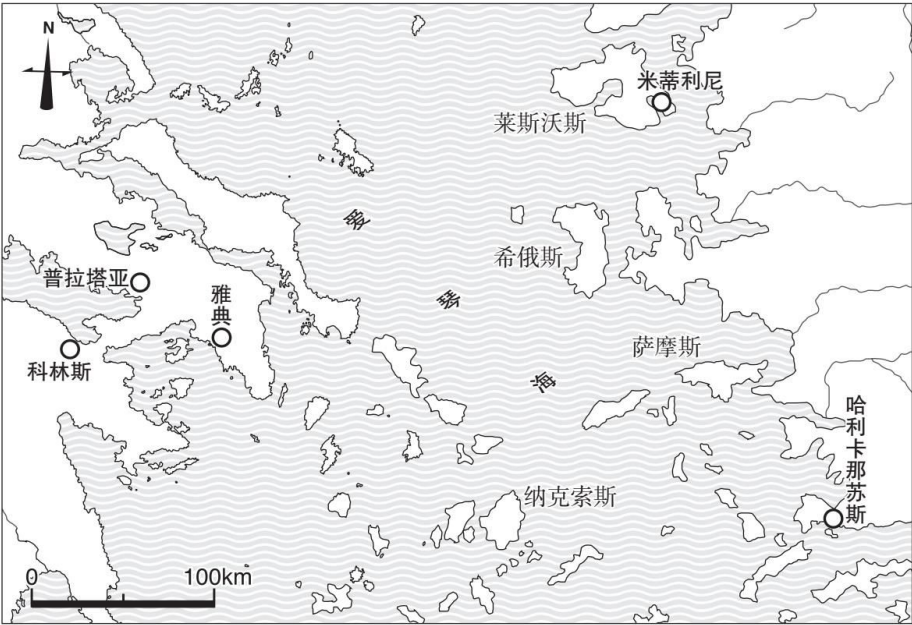 N
米蒂利尼
莱斯沃斯
爱
琴
海
希俄斯
普拉塔亚
雅典
科林斯
萨摩斯
哈利卡那苏斯
纳克索斯
0
100km